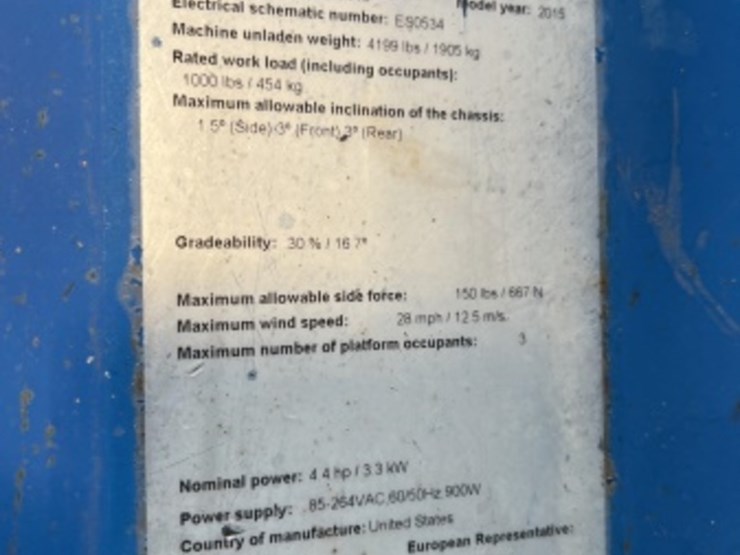 Electrical schematic number: ES0534 Model year: 2015
Machine unladen weight: 4199 lbs / 1905 kg
Rated work load (including occupants):
1000 lbs / 454 kg
Maximum allowable inclination of the chassis:
1.5° (Side) 3° (Front) 3° (Rear)
Gradeability: 30 % / 16.7°
Maximum allowable side force: 150 lbs / 667 N
Maximum wind speed: 28 mph / 12.5 m/s
Maximum number of platform occupants: 3
Nominal power: 4.4 hp / 3.3 kW
Power supply: 85-264VAC,60/50Hz,900W
Country of manufacture: United States
European Representative: